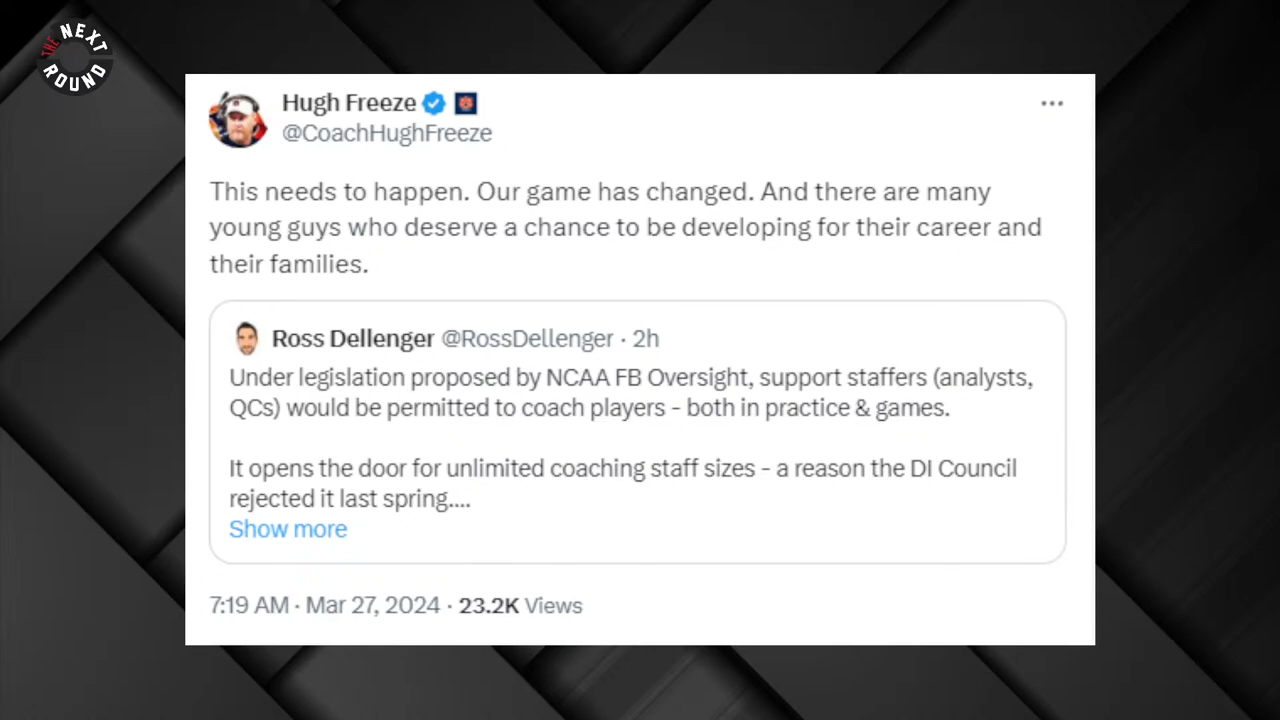 THE NEXT
ROUND
Hugh Freeze
@CoachHughFreeze
This needs to happen. Our game has changed. And there are many
young guys who deserve a chance to be developing for their career and
their families.
Ross Dellenger @RossDellenger · 2h
Under legislation proposed by NCAA FB Oversight, support staffers (analysts,
QCs) would be permitted to coach players - both in practice & games.
It opens the door for unlimited coaching staff sizes - a reason the DI Council
rejected it last spring....
Show more
7:19 AM · Mar 27, 2024 · 23.2K Views